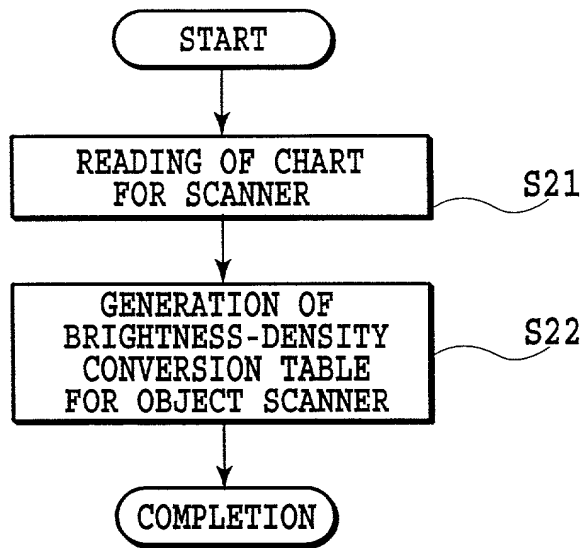 START
READING OF CHART
FOR SCANNER
S21
GENERATION OF
BRIGHTNESS-DENSITY
CONVERSION TABLE
FOR OBJECT SCANNER
S22
COMPLETION